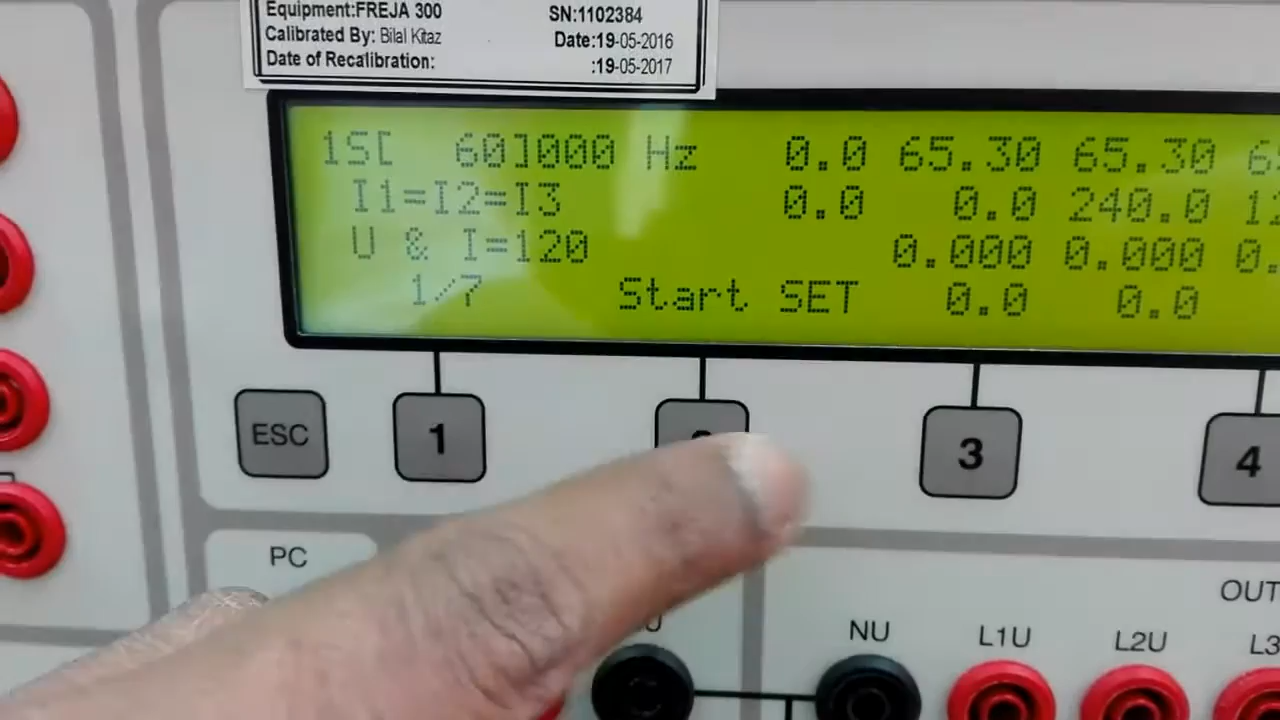 Equipment:FREJA 300 SN:1102384
Calibrated By: Bilal Kitaz Date:19-05-2016
Date of Recalibration: :19-05-2017
1S[ 60]000 Hz 0.0 65.30 65.30
I1=I2=I3 0.0 0.0 240.0
U & I=120 0.000 0.000 0.
1/7 Start SET 0.0 0.0
ESC 1 3 4
PC
OUT
NU L1U L2U L3